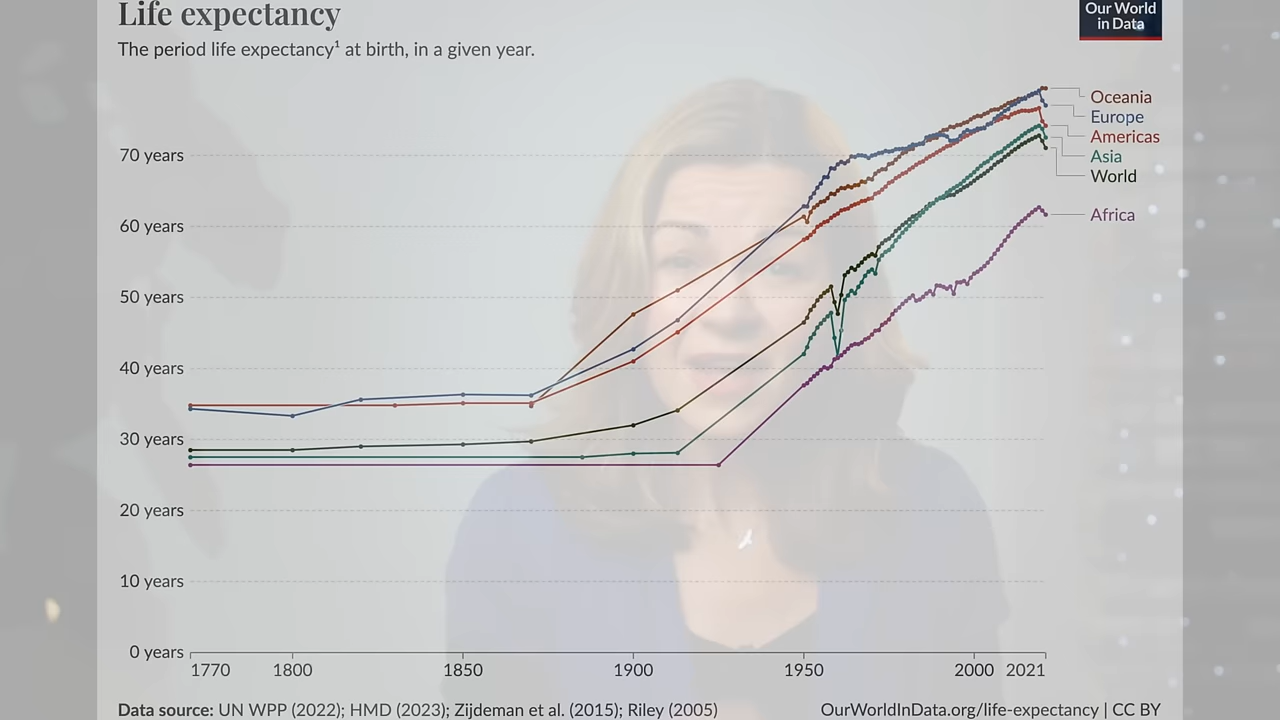 Life expectancy
The period life expectancy¹ at birth, in a given year.
Our World
in Data
Oceania
Europe
Americas
Asia
World
Africa
70 years
60 years
50 years
40 years
30 years
20 years
10 years
0 years
1770 1800 1850 1900 1950 2000 2021
Data source: UN WPP (2022); HMD (2023); Zijdeman et al. (2015); Riley (2005)
OurWorldInData.org/life-expectancy | CC BY